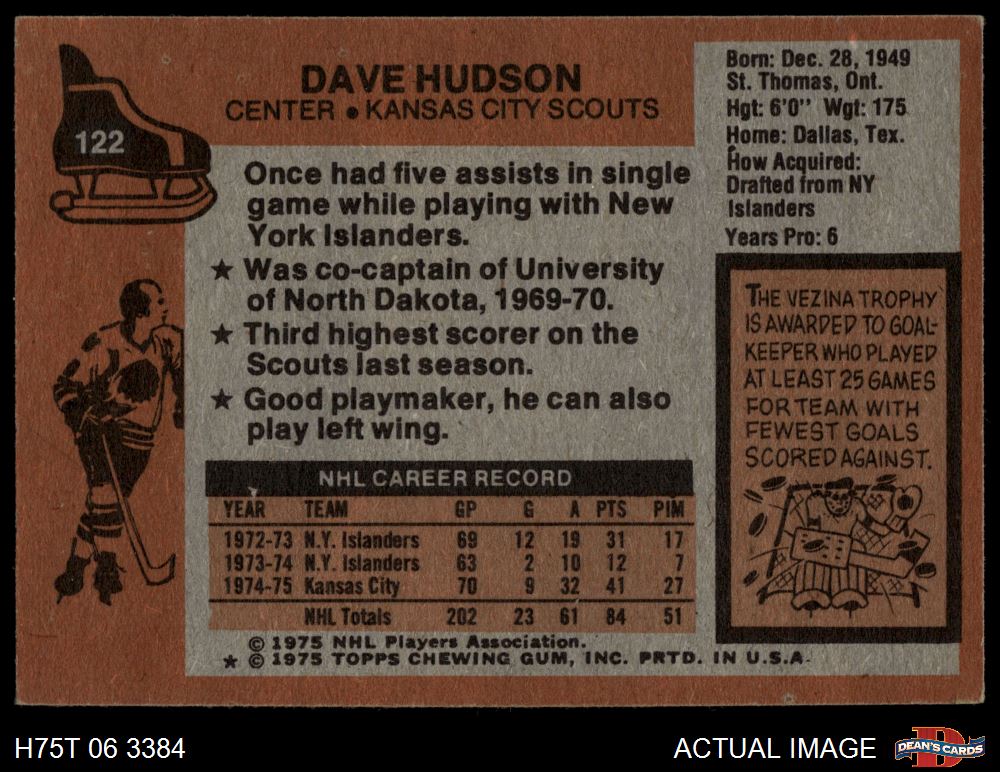 122
DAVE HUDSON
CENTER • KANSAS CITY SCOUTS
Born: Dec. 28, 1949
St. Thomas, Ont.
Hgt: 6'0" Wgt: 175
Home: Dallas, Tex.
How Acquired:
Drafted from NY
Islanders
Years Pro: 6
Once had five assists in single
game while playing with New
York Islanders.
★ Was co-captain of University
of North Dakota, 1969-70.
★ Third highest scorer on the
Scouts last season.
★ Good playmaker, he can also
play left wing.
THE VEZINA TROPHY
IS AWARDED TO GOAL-
KEEPER WHO PLAYED
AT LEAST 25 GAMES
FOR TEAM WITH
FEWEST GOALS
SCORED AGAINST.
NHL CAREER RECORD
YEAR TEAM GP G A PTS PIM
1972-73 N.Y. Islanders 69 12 19 31 17
1973-74 N.Y. Islanders 63 2 10 12 7
1974-75 Kansas City 70 9 32 41 27
NHL Totals 202 23 61 84 51
© 1975 NHL Players Association.
★ © 1975 TOPPS CHEWING GUM, INC. PRTD. IN U.S.A.
H75T 06 3384
ACTUAL IMAGE
DEAN'S CARDS